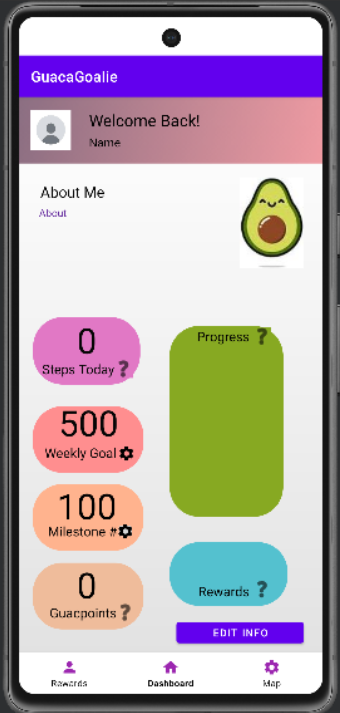 GuacaGoalie
Welcome Back!
Name
About Me
About
0
Steps Today ?
500
Weekly Goal
100
Milestone #
0
Guacpoints ?
Progress ?
Rewards ?
EDIT INFO
Rewards
Dashboard
Map